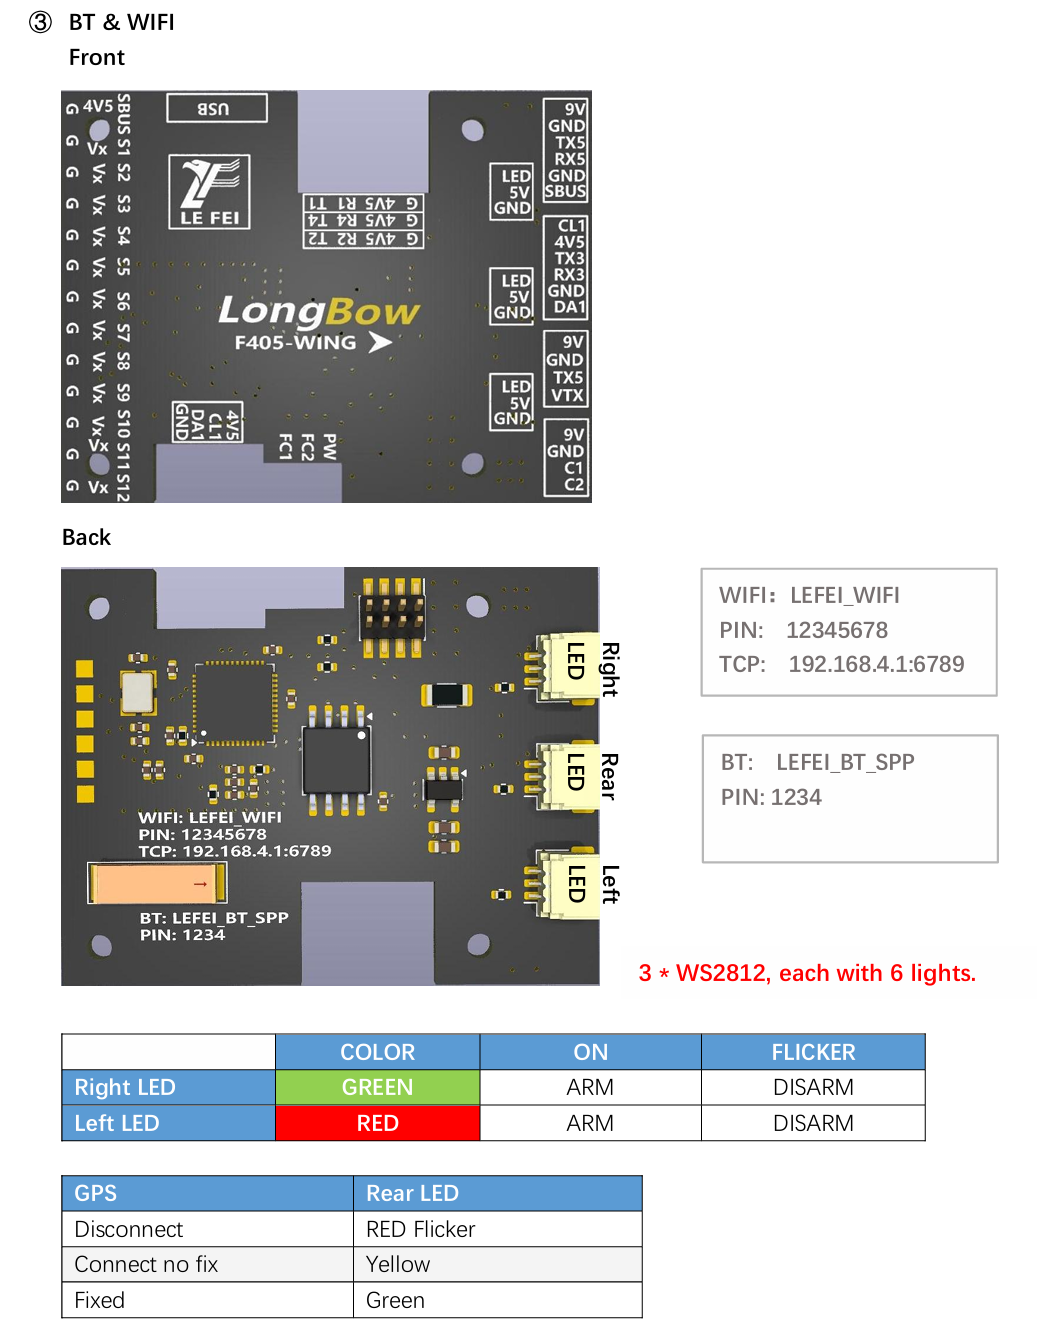 ③ BT & WIFI
Front
G 4V5 SBUS
G Vx S1
G Vx S2
G Vx S3
G Vx S4
G Vx S5
G Vx S6
G Vx S7
G Vx S8
G Vx S9
G Vx S10
G Vx S11
G Vx S12
USB
LE FEI
G 4V5 R1 T1
G 4V5 R4 T4
G 4V5 R2 T2
LongBow
F405-WING
GND
DA1
CL1
4V5
FC1
FC2
PW
LED
5V
GND
LED
5V
GND
LED
5V
GND
9V
GND
TX5
RX5
GND
SBUS
CL1
4V5
TX3
RX3
GND
DA1
9V
GND
TX5
VTX
9V
GND
C1
C2
Back
LED Right
LED Rear
LED Left
WIFI: LEFEI_WIFI
PIN: 12345678
TCP: 192.168.4.1:6789
BT: LEFEI_BT_SPP
PIN: 1234
WIFI: LEFEI_WIFI
PIN: 12345678
TCP: 192.168.4.1:6789
BT: LEFEI_BT_SPP
PIN: 1234
3 * WS2812, each with 6 lights.
COLOR ON FLICKER
Right LED GREEN ARM DISARM
Left LED RED ARM DISARM
GPS Rear LED
Disconnect RED Flicker
Connect no fix Yellow
Fixed Green